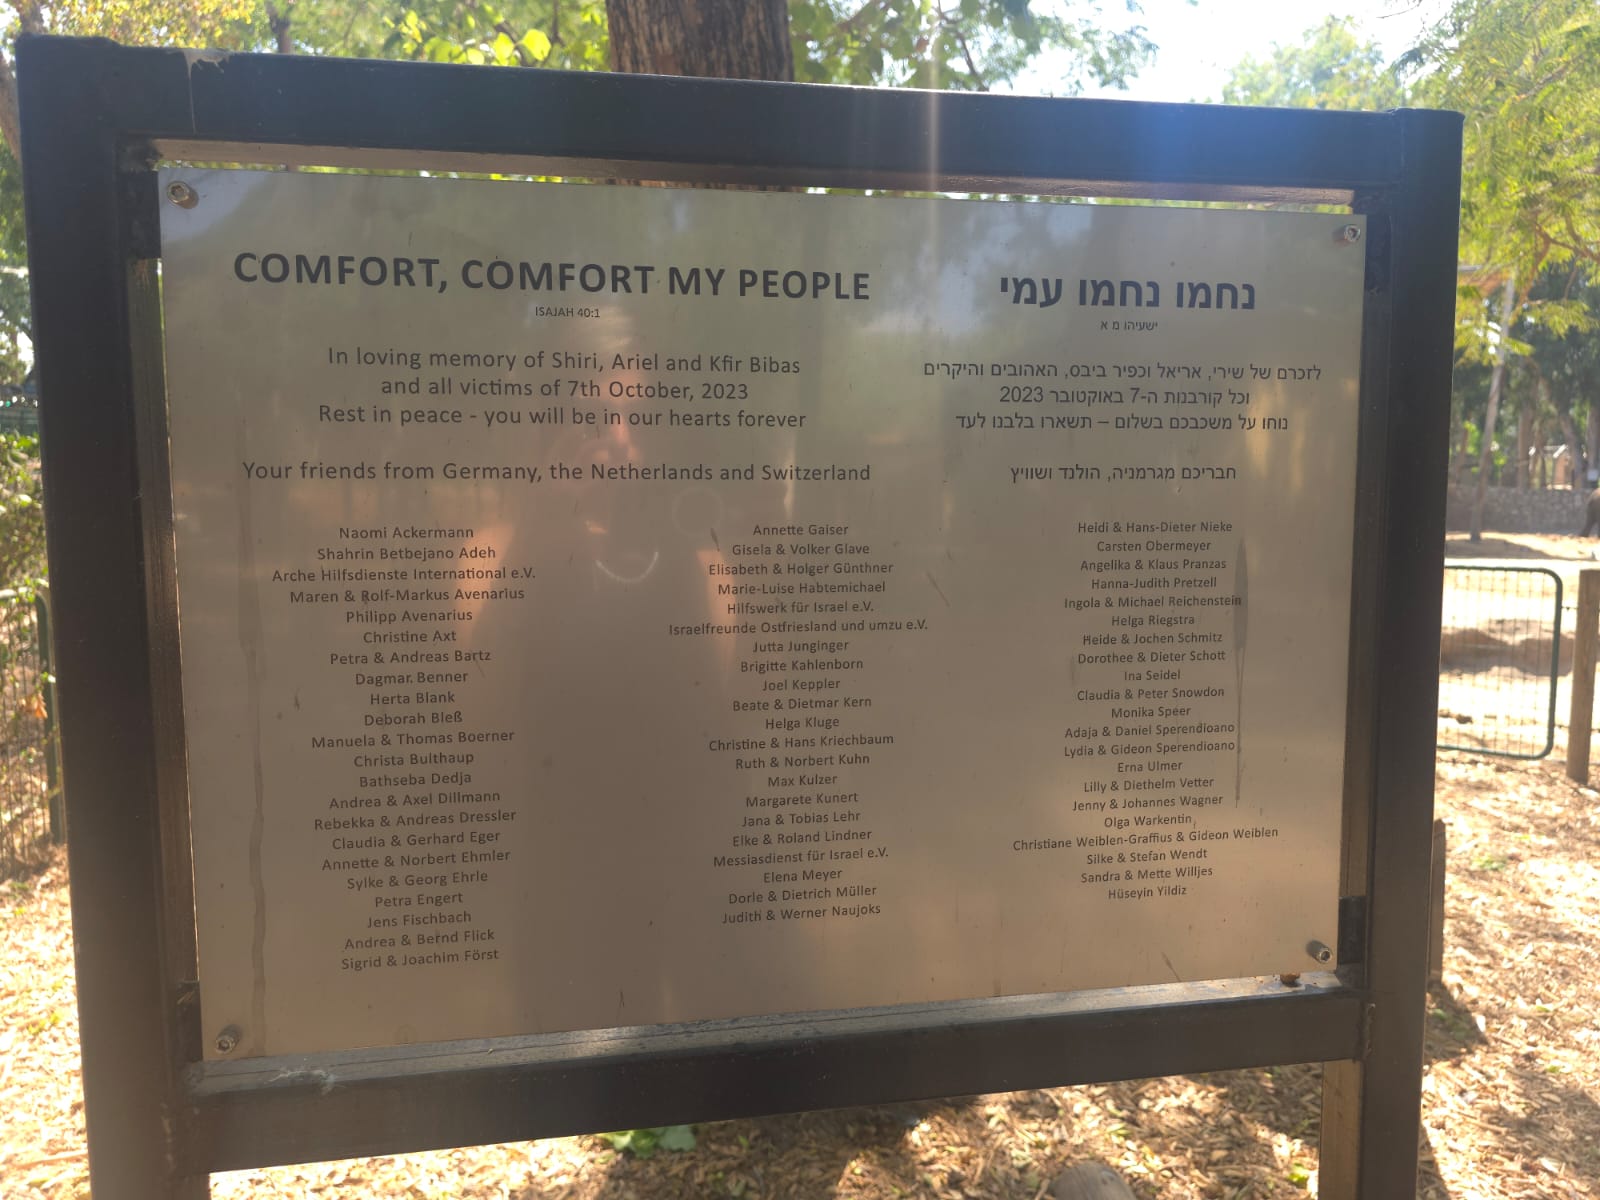 COMFORT, COMFORT MY PEOPLE
ISAJAH 40:1
In loving memory of Shiri, Ariel and Kfir Bibas
and all victims of 7th October, 2023
Rest in peace - you will be in our hearts forever
Your friends from Germany, the Netherlands and Switzerland
נחמו נחמו עמי
ישעיהו מ א
לזכרם של שירי, אריאל וכפיר ביבס, האהובים והיקרים
וכל קורבנות ה-7 באוקטובר 2023
נוחו על משכבכם בשלום – תשארו בלבנו לעד
חבריכם מגרמניה, הולנד ושוויץ
Naomi Ackermann
Shahrin Betbejano Adeh
Arche Hilfsdienste International e.V.
Maren & Rolf-Markus Avenarius
Philipp Avenarius
Christine Axt
Petra & Andreas Bartz
Dagmar Benner
Herta Blank
Deborah Bleß
Manuela & Thomas Boerner
Christa Bulthaup
Bathseba Dedja
Andrea & Axel Dillmann
Rebekka & Andreas Dressler
Claudia & Gerhard Eger
Annette & Norbert Ehmler
Sylke & Georg Ehrle
Petra Engert
Jens Fischbach
Andrea & Bernd Flick
Sigrid & Joachim Först
Annette Gaiser
Gisela & Volker Glave
Elisabeth & Holger Günthner
Marie-Luise Habtemichael
Hilfswerk für Israel e.V.
Israelfreunde Ostfriesland und umzu e.V.
Jutta Junginger
Brigitte Kahlenborn
Joel Keppler
Beate & Dietmar Kern
Helga Kluge
Christine & Hans Kriechbaum
Ruth & Norbert Kuhn
Max Kulzer
Margarete Kunert
Jana & Tobias Lehr
Elke & Roland Lindner
Messiasdienst für Israel e.V.
Elena Meyer
Dorle & Dietrich Müller
Judith & Werner Naujoks
Heidi & Hans-Dieter Nieke
Carsten Obermeyer
Angelika & Klaus Pranzas
Hanna-Judith Pretzell
Ingola & Michael Reichenstein
Helga Riegstra
Heide & Jochen Schmitz
Dorothee & Dieter Schott
Ina Seidel
Claudia & Peter Snowdon
Monika Speer
Adaja & Daniel Sperendioano
Lydia & Gideon Sperendioano
Erna Ulmer
Lilly & Diethelm Vetter
Jenny & Johannes Wagner
Olga Warkentin
Christiane Weiblen-Graffius & Gideon Weiblen
Silke & Stefan Wendt
Sandra & Mette Willjes
Hüseyin Yildiz